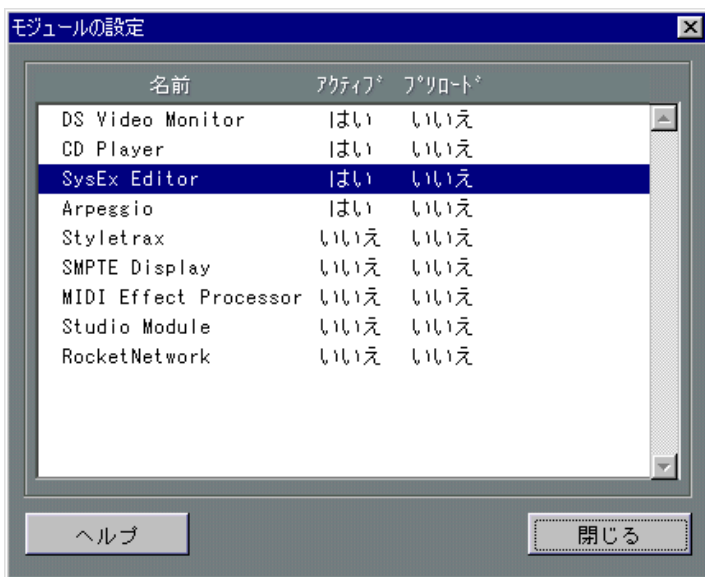 モジュールの設定
名前 ｱｸﾃｨﾌﾞ ﾌﾟﾘﾛｰﾄﾞ
DS Video Monitor はい いいえ
CD Player はい いいえ
SysEx Editor はい いいえ
Arpeggio はい いいえ
Styletrax いいえ いいえ
SMPTE Display いいえ いいえ
MIDI Effect Processor いいえ いいえ
Studio Module いいえ いいえ
RocketNetwork いいえ いいえ
ヘルプ 閉じる